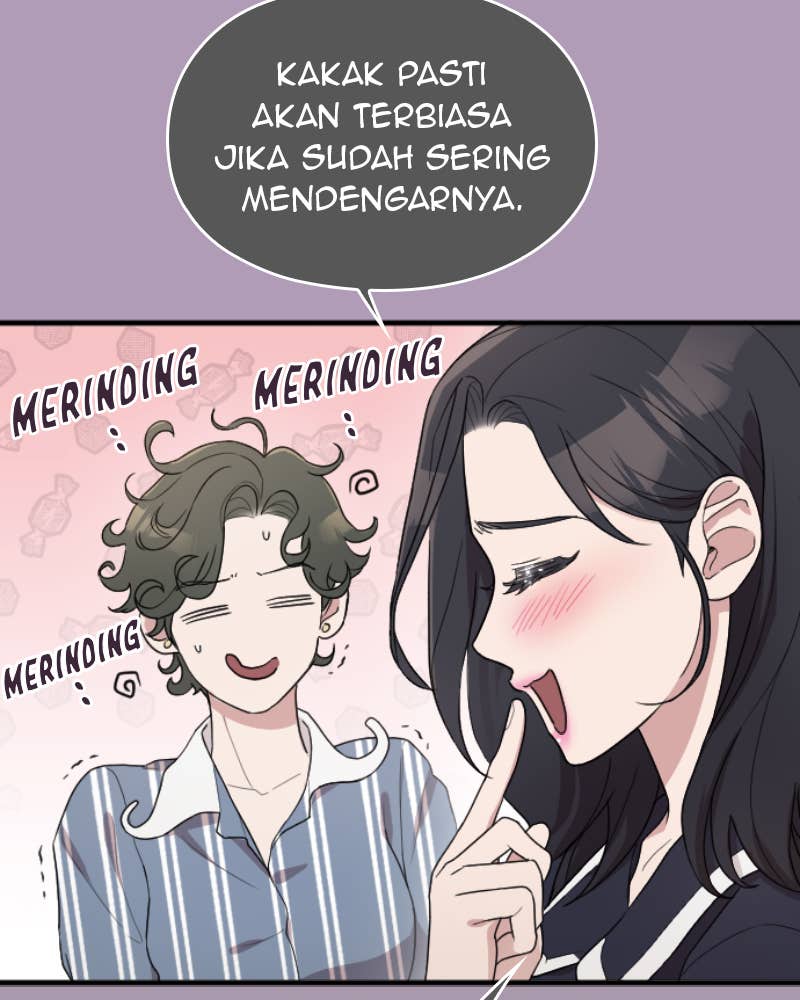 KAKAK PASTI
AKAN TERBIASA
JIKA SUDAH SERING
MENDENGARNYA.
MERINDING
MERINDING
MERINDING